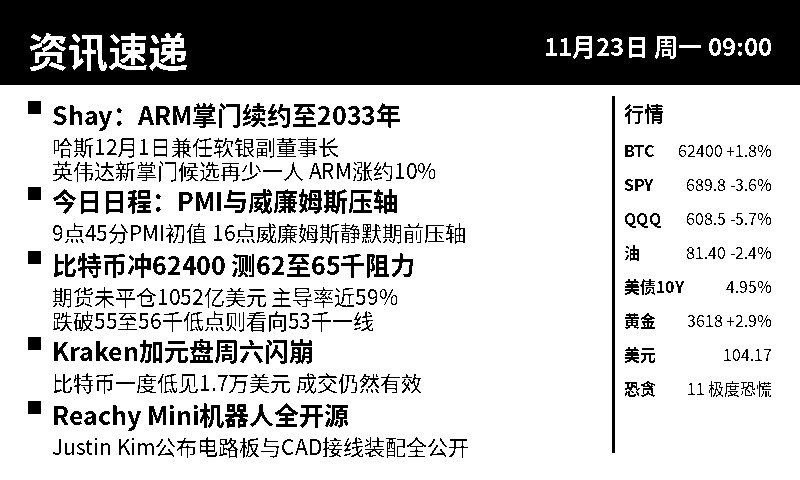 资讯速递
11月23日 周一 09:00
Shay：ARM掌门续约至2033年
哈斯12月1日兼任软银副董事长
英伟达新掌门候选再少一人 ARM涨约10%
今日日程：PMI与威廉姆斯压轴
9点45分PMI初值 16点威廉姆斯静默期前压轴
比特币冲62400 测62至65千阻力
期货未平仓1052亿美元 主导率近59%
跌破55至56千低点则看向53千一线
Kraken加元盘周六闪崩
比特币一度低见1.7万美元 成交仍然有效
Reachy Mini机器人全开源
Justin Kim公布电路板与CAD接线装配全公开
行情
BTC 62400 +1.8%
SPY 689.8 -3.6%
QQQ 608.5 -5.7%
油 81.40 -2.4%
美债10Y 4.95%
黄金 3618 +2.9%
美元 104.17
恐贪 11 极度恐慌